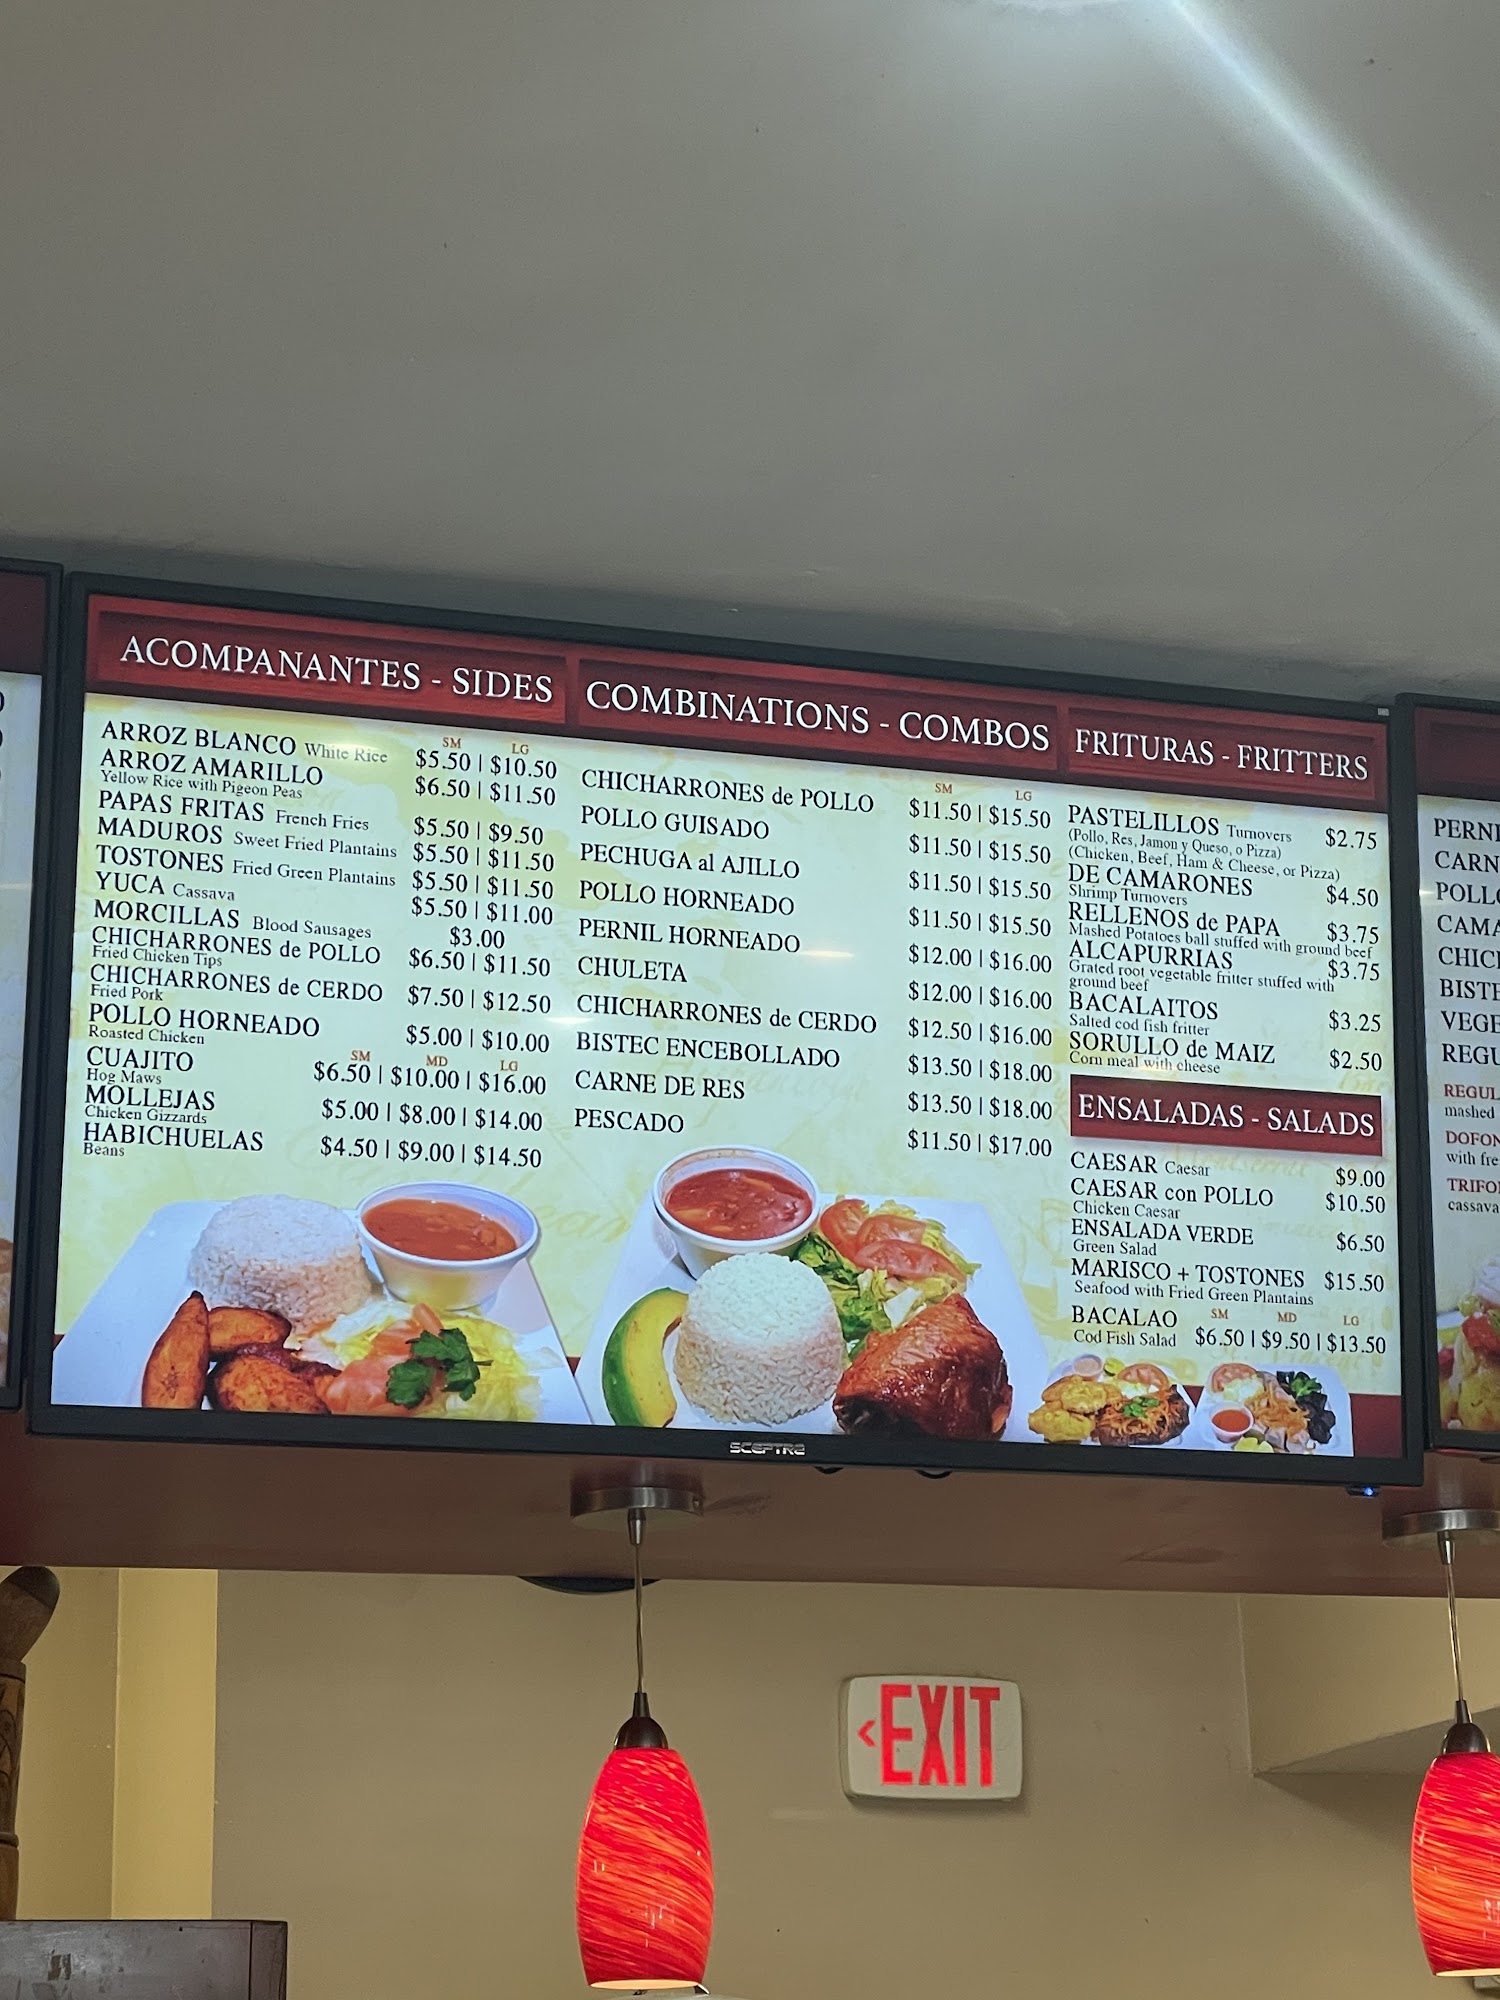 ACOMPANANTES - SIDES
SM LG
ARROZ BLANCO White Rice $5.50 | $10.50
ARROZ AMARILLO $6.50 | $11.50
Yellow Rice with Pigeon Peas
PAPAS FRITAS French Fries $5.50 | $9.50
MADUROS Sweet Fried Plantains $5.50 | $11.50
TOSTONES Fried Green Plantains $5.50 | $11.50
YUCA Cassava $5.50 | $11.00
MORCILLAS Blood Sausages $3.00
CHICHARRONES de POLLO $6.50 | $11.50
Fried Chicken Tips
CHICHARRONES de CERDO $7.50 | $12.50
Fried Pork
POLLO HORNEADO $5.00 | $10.00
Roasted Chicken
SM MD LG
CUAJITO $6.50 | $10.00 | $16.00
Hog Maws
MOLLEJAS $5.00 | $8.00 | $14.00
Chicken Gizzards
HABICHUELAS $4.50 | $9.00 | $14.50
Beans
COMBINATIONS - COMBOS
SM LG
CHICHARRONES de POLLO $11.50 | $15.50
POLLO GUISADO $11.50 | $15.50
PECHUGA al AJILLO $11.50 | $15.50
POLLO HORNEADO $11.50 | $15.50
PERNIL HORNEADO $12.00 | $16.00
CHULETA $12.00 | $16.00
CHICHARRONES de CERDO $12.50 | $16.00
BISTEC ENCEBOLLADO $13.50 | $18.00
CARNE DE RES $13.50 | $18.00
PESCADO $11.50 | $17.00
FRITURAS - FRITTERS
PASTELILLOS Turnovers $2.75
(Pollo, Res, Jamon y Queso, o Pizza)
(Chicken, Beef, Ham & Cheese, or Pizza)
DE CAMARONES $4.50
Shrimp Turnovers
RELLENOS de PAPA $3.75
Mashed Potatoes ball stuffed with ground beef
ALCAPURRIAS $3.75
Grated root vegetable fritter stuffed with
ground beef
BACALAITOS $3.25
Salted cod fish fritter
SORULLO de MAIZ $2.50
Corn meal with cheese
ENSALADAS - SALADS
CAESAR Caesar $9.00
CAESAR con POLLO $10.50
Chicken Caesar
ENSALADA VERDE $6.50
Green Salad
MARISCO + TOSTONES $15.50
Seafood with Fried Green Plantains
SM MD LG
BACALAO $6.50 | $9.50 | $13.50
Cod Fish Salad
SCEPTRE
PERNI
CARN
POLLO
CAMA
CHIC
BISTE
VEGE
REGU
REGUL
mashed
DOFON
with fre
TRIFO
cassava
<EXIT